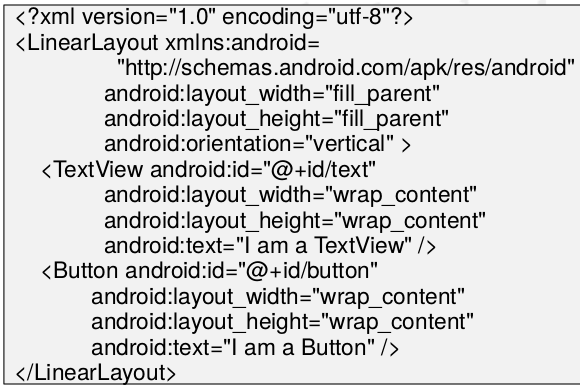 <?xml version="1.0" encoding="utf-8"?>
<LinearLayout xmlns:android=
"http://schemas.android.com/apk/res/android"
android:layout_width="fill_parent"
android:layout_height="fill_parent"
android:orientation="vertical" >
<TextView android:id="@+id/text"
android:layout_width="wrap_content"
android:layout_height="wrap_content"
android:text="I am a TextView" />
<Button android:id="@+id/button"
android:layout_width="wrap_content"
android:layout_height="wrap_content"
android:text="I am a Button" />
</LinearLayout>